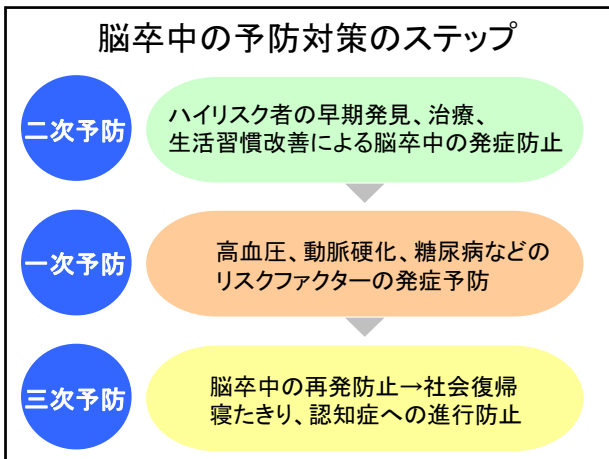 脳卒中の予防対策のステップ
二次予防
ハイリスク者の早期発見、治療、
生活習慣改善による脳卒中の発症防止
一次予防
高血圧、動脈硬化、糖尿病などの
リスクファクターの発症予防
三次予防
脳卒中の再発防止→社会復帰
寝たきり、認知症への進行防止